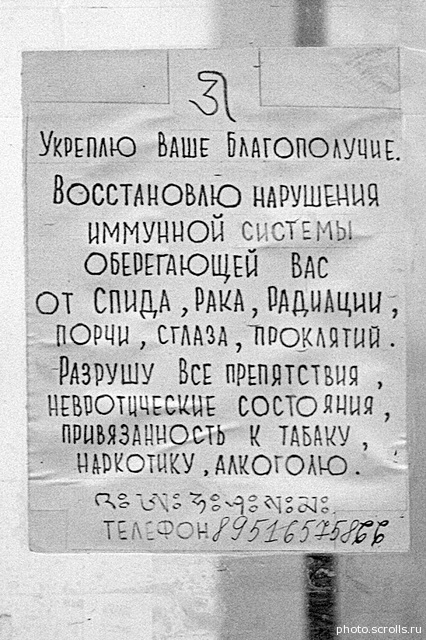 Укреплю Ваше Благополучие.
Восстановлю нарушения
иммунной системы
оберегающей Вас
от Спида, рака, радиации,
порчи, сглаза, проклятий.
Разрушу Все препятствия,
невротические состояния,
привязанность к табаку,
наркотику, алкоголю.
Телефон 89516575866
photo.scrolls.ru